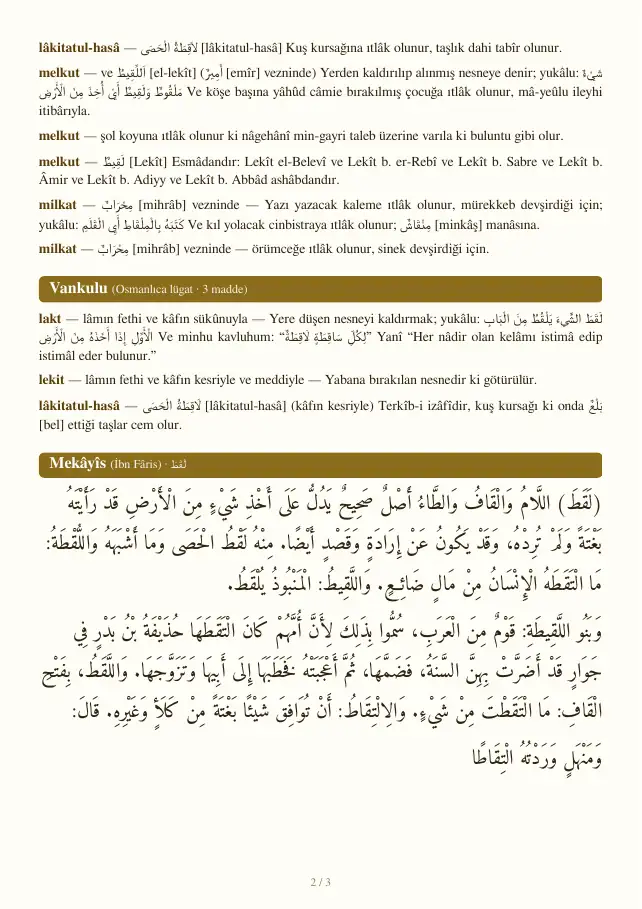 lâkitatul-hasâ — لَاقِطَةُ الْحَصَى [lâkitatul-hasâ] Kuş kursağına ıtlâk olunur, taşlık dahi tabîr olunur.
melkut — ve اَللَّقِيطُ [el-lekît] (أَمِيرٌ [emîr] vezninde) Yerden kaldırılıp alınmış nesneye denir; yukâlu: شَيْءٌ
مَلْقُوطٌ وَلَقِيطٌ أَيْ أُخِذَ مِنَ الْأَرْضِ Ve köşe başına yâhûd câmie bırakılmış çocuğa ıtlâk olunur, mâ-yeûlu ileyhi
itibârıyla.
melkut — şol koyuna ıtlâk olunur ki nâgehânî min-gayri taleb üzerine varıla ki buluntu gibi olur.
melkut — لَقِيطٌ [Lekît] Esmâdandır: Lekît el-Belevî ve Lekît b. er-Rebî ve Lekît b. Sabre ve Lekît b.
Âmir ve Lekît b. Adiyy ve Lekît b. Abbâd ashâbdandır.
milkat — مِحْرَابٌ [mihrâb] vezninde — Yazı yazacak kaleme ıtlâk olunur, mürekkeb devşirdiği için;
yukâlu: كَتَبَهُ بِالْمِلْقَاطِ أَيِ الْقَلَمِ Ve kıl yolacak cinbistraya ıtlâk olunur; مِنْقَاشٌ [minkâş] manâsına.
milkat — مِحْرَابٌ [mihrâb] vezninde — örümceğe ıtlâk olunur, sinek devşirdiği için.
Vankulu (Osmanlıca lügat · 3 madde)
lakt — lâmın fethi ve kâfın sükûnuyla — Yere düşen nesneyi kaldırmak; yukâlu: لَقَطَ الشَّيْءَ يَلْقُطُ مِنَ الْبَابِ
الْأَوَّلِ إِذَا أَخَذَهُ مِنَ الْأَرْضِ Ve minhu kavluhum: “لِكُلِّ سَاقِطَةٍ لَاقِطَةٌ” Yanî “Her nâdir olan kelâmı istimâ edip
istimâl eder bulunur.”
lekit — lâmın fethi ve kâfın kesriyle ve meddiyle — Yabana bırakılan nesnedir ki götürülür.
lâkitatul-hasâ — لَاقِطَةُ الْحَصَى [lâkitatul-hasâ] (kâfın kesriyle) Terkîb-i izâfîdir, kuş kursağı ki onda بَلْعٌ
[bel] ettiği taşlar cem olur.
Mekâyîs (İbn Fâris) · لَقَطَ
(لَقَطَ) اللَّامُ وَالْقَافُ وَالطَّاءُ أَصْلٌ صَحِيحٌ يَدُلُّ عَلَى أَخْذِ شَيْءٍ مِنَ الْأَرْضِ قَدْ رَأَيْتَهُ
بَغْتَةً وَلَمْ تُرِدْهُ، وَقَدْ يَكُونُ عَنْ إِرَادَةٍ وَقَصْدٍ أَيْضًا. مِنْهُ لَقْطُ الْحَصَى وَمَا أَشْبَهَهُ وَاللُّقْطَةُ:
مَا الْتَقَطَهُ الْإِنْسَانُ مِنْ مَالٍ ضَائِعٍ. وَاللَّقِيطُ: الْمَنْبُوذُ يُلْقَطُ.
وَبَنُو اللَّقِيطَةِ: قَوْمٌ مِنَ الْعَرَبِ، سُمُّوا بِذَلِكَ لِأَنَّ أُمَّهُمْ كَانَ الْتَقَطَهَا حُذَيْفَةُ بْنُ بَدْرٍ فِي
جَوَارٍ قَدْ أَضَرَّتْ بِهِنَّ السَّنَةُ، فَضَمَّهَا، ثُمَّ أَعْجَبَتْهُ فَخَطَبَهَا إِلَى أَبِيهَا وَتَزَوَّجَهَا. وَاللَّقَطُ، بِفَتْحِ
الْقَافِ: مَا الْتَقَطْتَ مِنْ شَيْءٍ. وَالِالْتِقَاطُ: أَنْ تُوَافِقَ شَيْئًا بَغْتَةً مِنْ كَلَأٍ وَغَيْرِهِ. قَالَ:
وَمَنْهَلٍ وَرَدْتُهُ الْتِقَاطًا
2 / 3